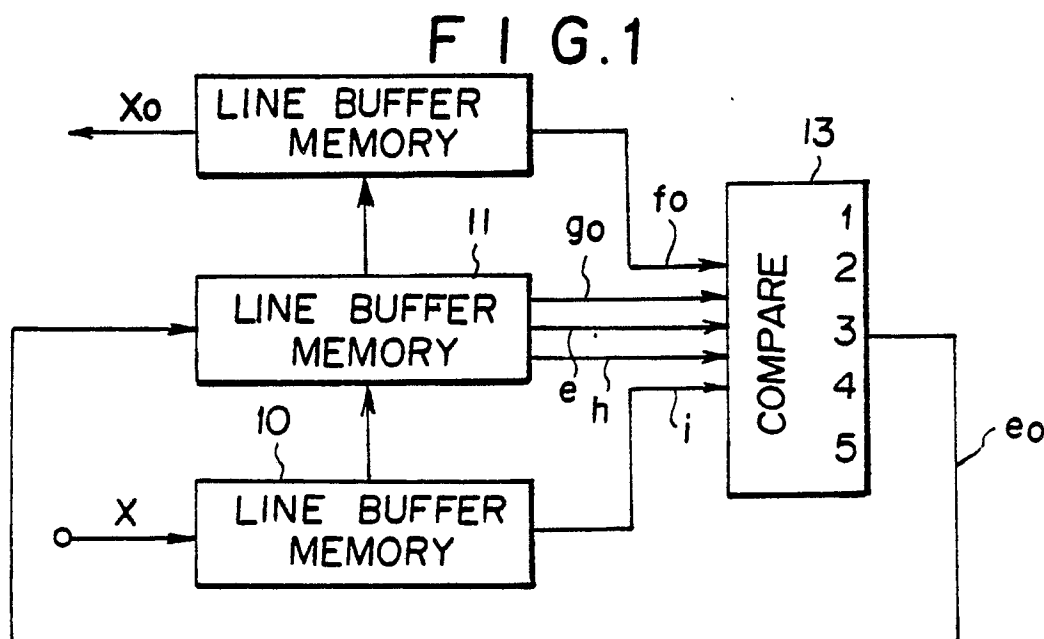 FIG.1
Xo
LINE BUFFER
MEMORY
13
fo
11
go
1
2
3
4
5
COMPARE
LINE BUFFER
MEMORY
e
h
i
10
eo
X
LINE BUFFER
MEMORY